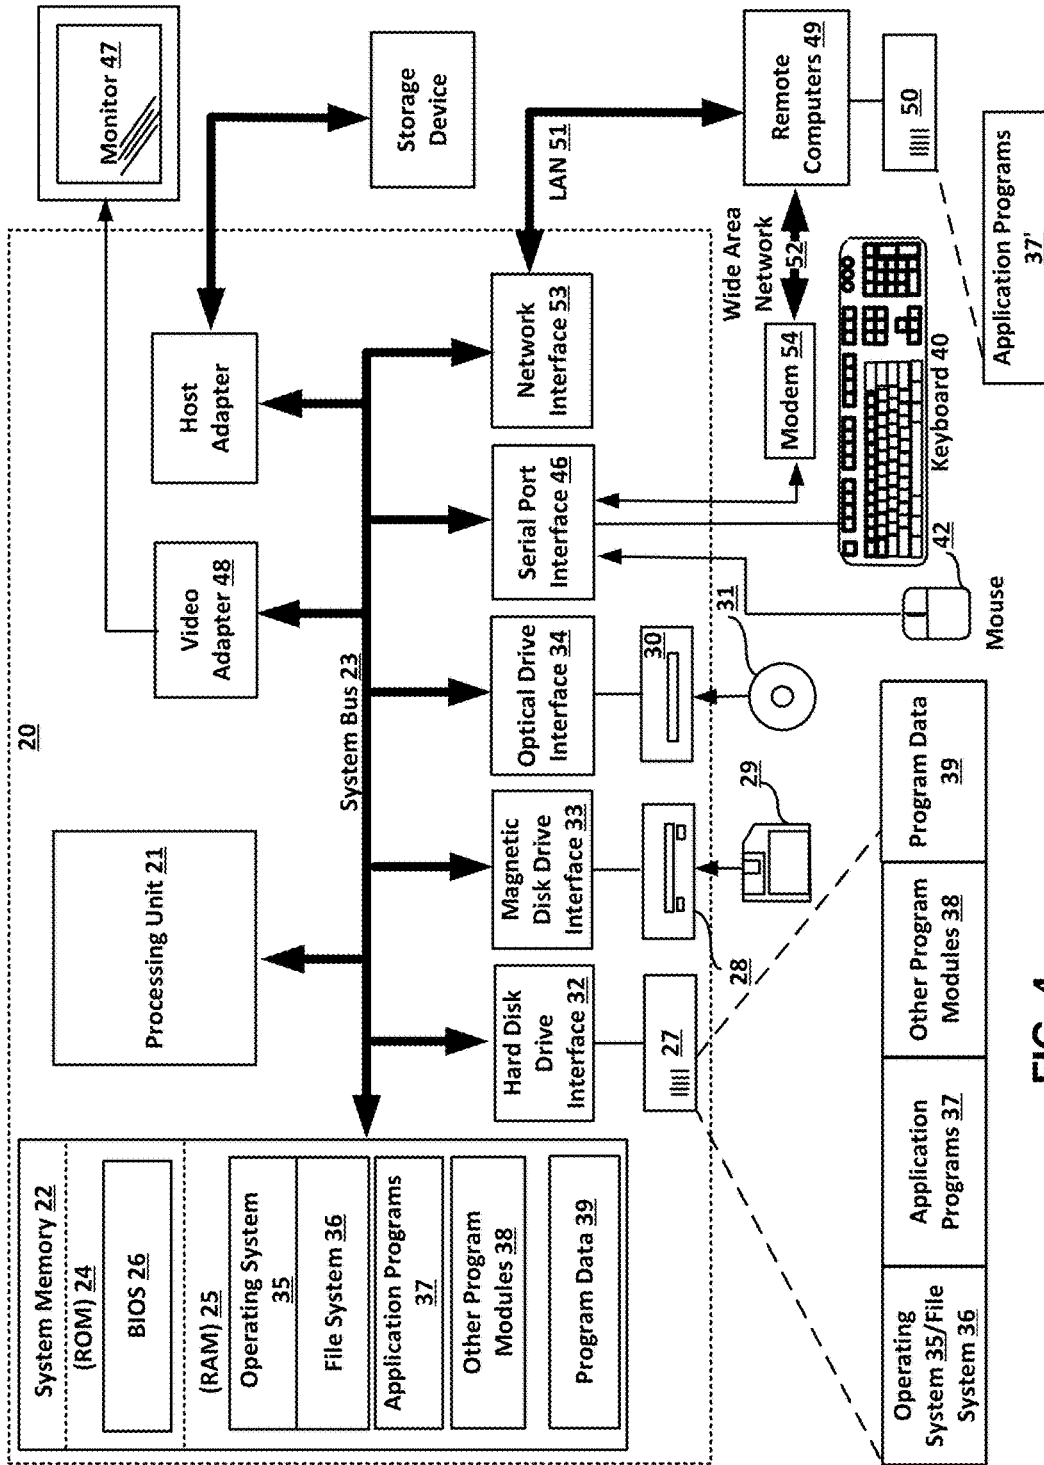 System Memory 22
(ROM) 24
BIOS 26
(RAM) 25
Operating System
35
File System 36
Application Programs
37
Other Program
Modules 38
Program Data 39
20
Processing Unit 21
Video
Adapter 48
Host
Adapter
Monitor 47
Storage
Device
System Bus 23
Hard Disk
Drive
Interface 32
Magnetic
Disk Drive
Interface 33
Optical Drive
Interface 34
Serial Port
Interface 46
Network
Interface 53
LAN 51
27
28
29
30
31
Wide Area
Network
52
Modem 54
Remote
Computers 49
50
Keyboard 40
42
Mouse
Application Programs
37'
Operating
System 35/File
System 36
Application
Programs 37
Other Program
Modules 38
Program Data
39